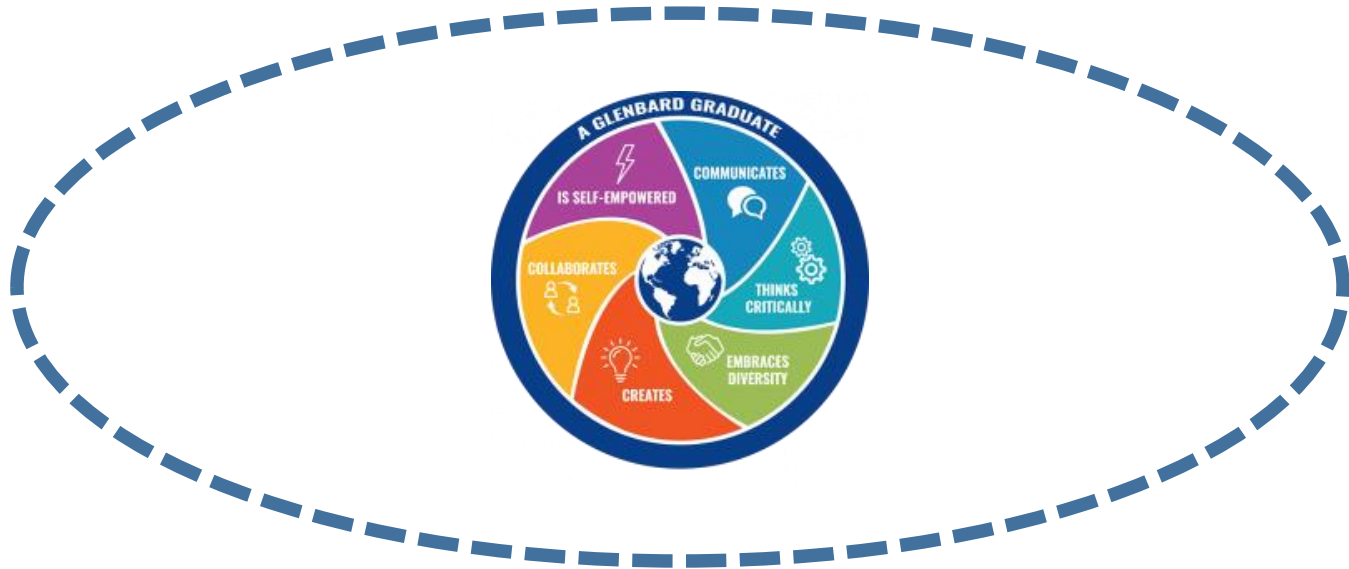 A GLENBARD GRADUATE
IS SELF-EMPOWERED
COMMUNICATES
THINKS
CRITICALLY
EMBRACES
DIVERSITY
CREATES
COLLABORATES